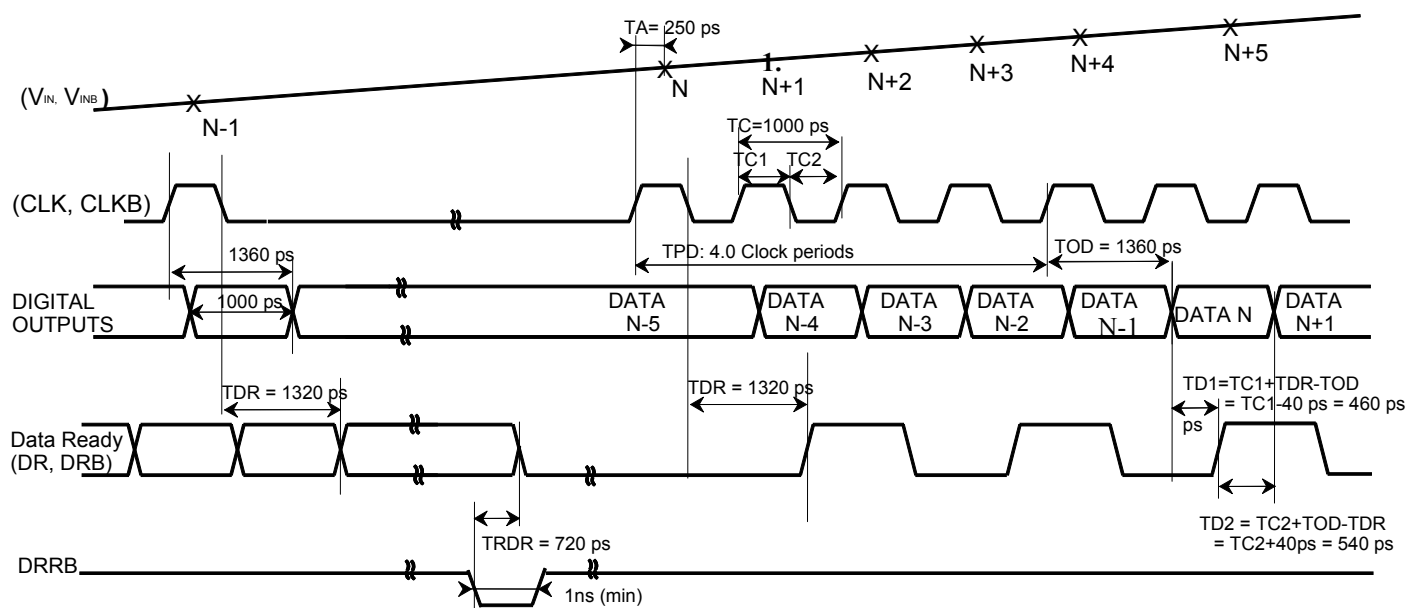 TA= 250 ps
1.
N-1
N
N+1
N+2
N+3
N+4
N+5
(VIN, VINB)
TC=1000 ps
TC1
TC2
(CLK, CLKB)
1360 ps
TPD: 4.0 Clock periods
TOD = 1360 ps
1000 ps
DIGITAL
OUTPUTS
DATA
N-5
DATA
N-4
DATA
N-3
DATA
N-2
DATA
N-1
DATA N
DATA
N+1
TDR = 1320 ps
TDR = 1320 ps
TD1=TC1+TDR-TOD
= TC1-40 ps = 460 ps
ps
Data Ready
(DR, DRB)
TRDR = 720 ps
TD2 = TC2+TOD-TDR
= TC2+40ps = 540 ps
DRRB
1ns (min)